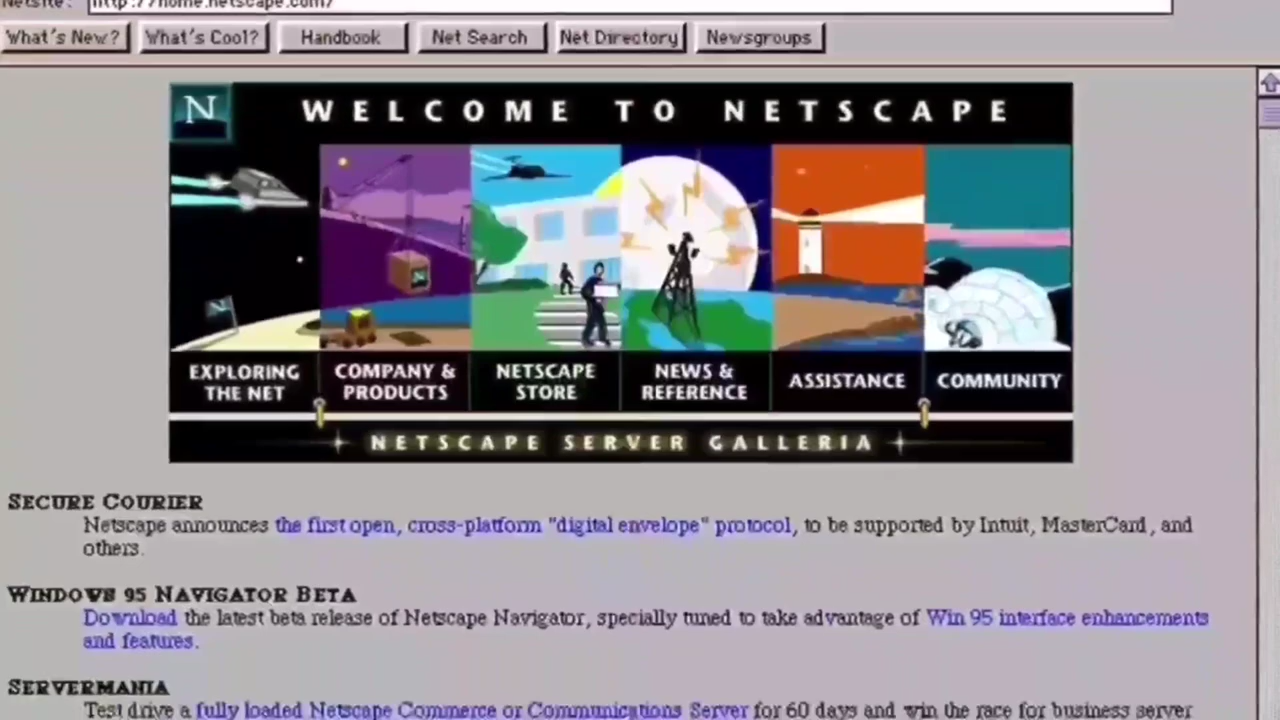 Netsite: http://home.netscape.com/
What's New? What's Cool? Handbook Net Search Net Directory Newsgroups
N WELCOME TO NETSCAPE
EXPLORING THE NET
COMPANY & PRODUCTS
NETSCAPE STORE
NEWS & REFERENCE
ASSISTANCE
COMMUNITY
NETSCAPE SERVER GALLERIA
SECURE COURIER
Netscape announces the first open, cross-platform "digital envelope" protocol, to be supported by Intuit, MasterCard, and
others.
WINDOWS 95 NAVIGATOR BETA
Download the latest beta release of Netscape Navigator, specially tuned to take advantage of Win 95 interface enhancements
and features.
SERVERMANIA
Test drive a fully loaded Netscape Commerce or Communications Server for 60 days and win the race for business server